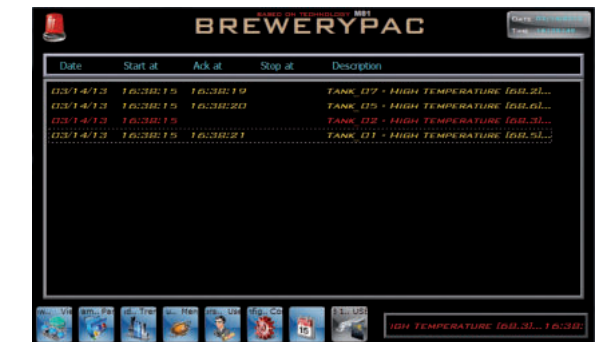 BASED ON TECHNOLOGY M81
BREWERYPAC
Date Start at Ack at Stop at Description
03/14/13 16:38:15 16:38:19 TANK_07 - HIGH TEMPERATURE [68.2]...
03/14/13 16:38:15 16:38:20 TANK_05 - HIGH TEMPERATURE [68.6]...
03/14/13 16:38:15 TANK_02 - HIGH TEMPERATURE [68.3]...
03/14/13 16:38:15 16:38:21 TANK_01 - HIGH TEMPERATURE [68.5]...
IGH TEMPERATURE [68.3]... 16:38: